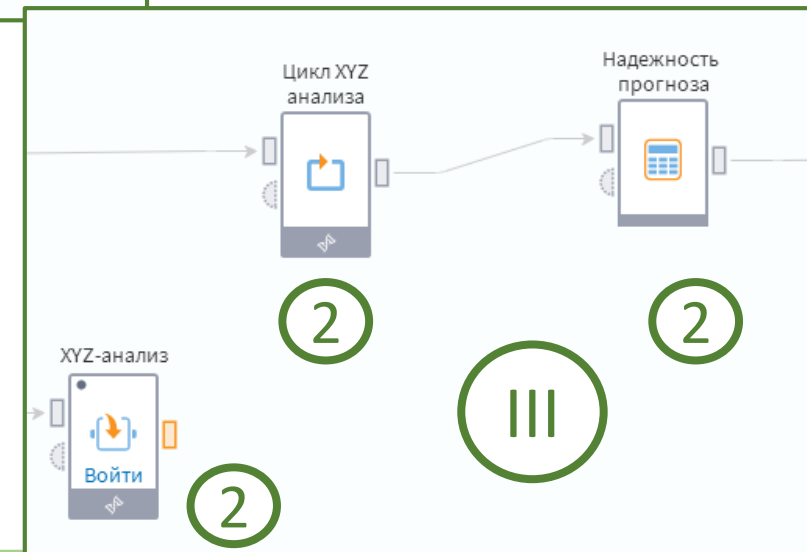 Цикл XYZ
анализа
Надежность
прогноза
2
2
III
XYZ-анализ
Войти
2